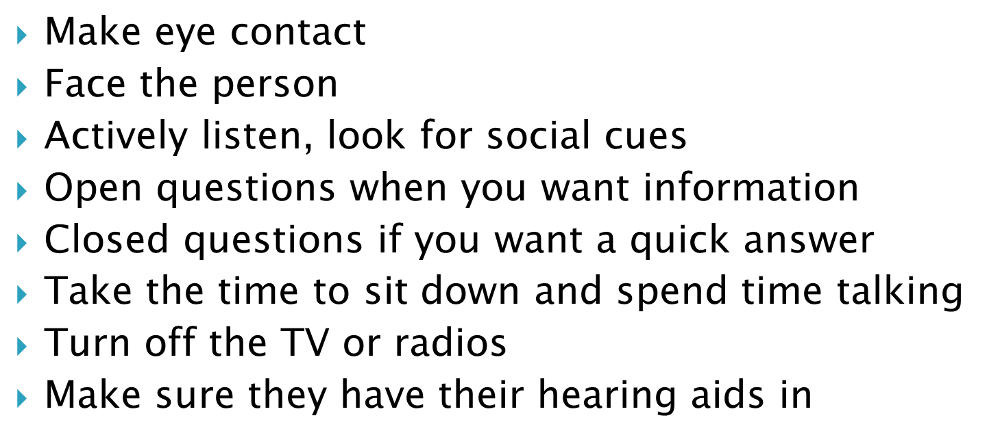 Make eye contact
Face the person
Actively listen, look for social cues
Open questions when you want information
Closed questions if you want a quick answer
Take the time to sit down and spend time talking
Turn off the TV or radios
Make sure they have their hearing aids in